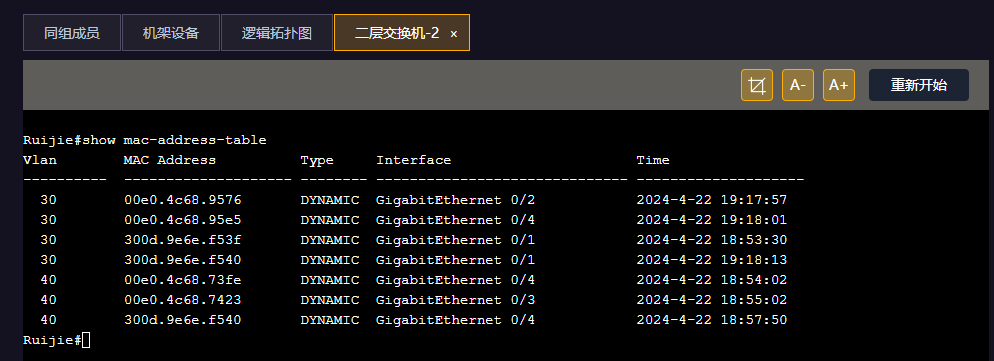 同组成员 机架设备 逻辑拓扑图 二层交换机-2 ×
A- A+ 重新开始
Ruijie#show mac-address-table
Vlan MAC Address Type Interface Time
---------- -------------------- -------- ------------------------------ --------------------
30 00e0.4c68.9576 DYNAMIC GigabitEthernet 0/2 2024-4-22 19:17:57
30 00e0.4c68.95e5 DYNAMIC GigabitEthernet 0/4 2024-4-22 19:18:01
30 300d.9e6e.f53f DYNAMIC GigabitEthernet 0/1 2024-4-22 18:53:30
30 300d.9e6e.f540 DYNAMIC GigabitEthernet 0/1 2024-4-22 19:18:13
40 00e0.4c68.73fe DYNAMIC GigabitEthernet 0/4 2024-4-22 18:54:02
40 00e0.4c68.7423 DYNAMIC GigabitEthernet 0/3 2024-4-22 18:55:02
40 300d.9e6e.f540 DYNAMIC GigabitEthernet 0/4 2024-4-22 18:57:50
Ruijie#